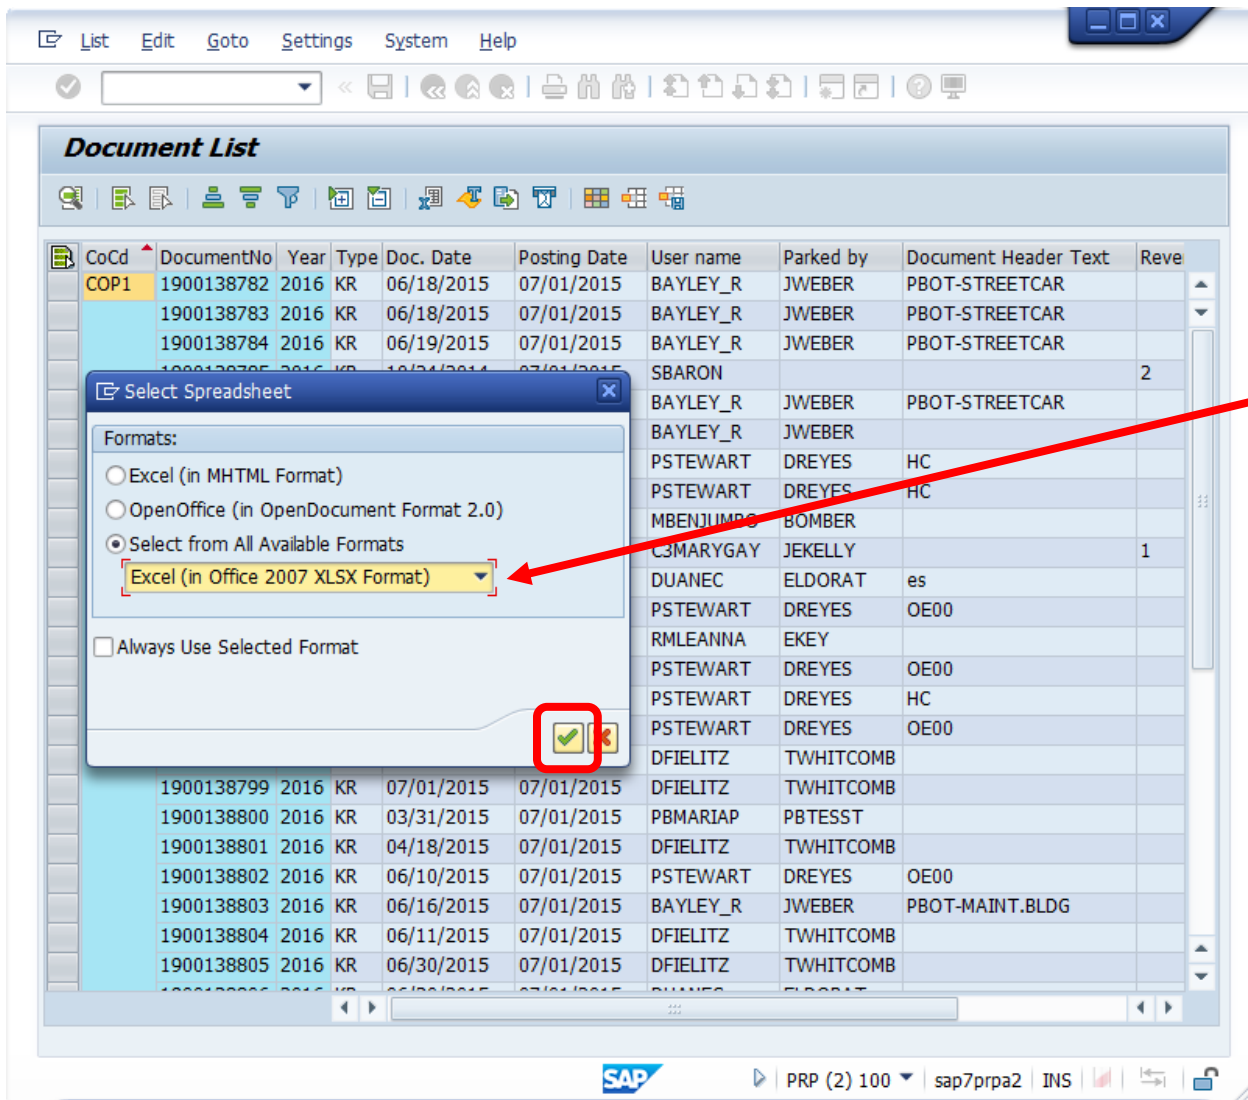 List Edit Goto Settings System Help
Document List
CoCd DocumentNo Year Type Doc. Date Posting Date User name Parked by Document Header Text Reve
COP1 1900138782 2016 KR 06/18/2015 07/01/2015 BAYLEY_R JWEBER PBOT-STREETCAR
1900138783 2016 KR 06/18/2015 07/01/2015 BAYLEY_R JWEBER PBOT-STREETCAR
1900138784 2016 KR 06/19/2015 07/01/2015 BAYLEY_R JWEBER PBOT-STREETCAR
SBARON 2
BAYLEY_R JWEBER PBOT-STREETCAR
BAYLEY_R JWEBER
PSTEWART DREYES HC
PSTEWART DREYES HC
MBENJUMBO BOMBER
C3MARYGAY JEKELLY 1
DUANEC ELDORAT es
PSTEWART DREYES OE00
RMLEANNA EKEY
PSTEWART DREYES OE00
PSTEWART DREYES HC
PSTEWART DREYES OE00
DFIELITZ TWHITCOMB
Select Spreadsheet
Formats:
Excel (in MHTML Format)
OpenOffice (in OpenDocument Format 2.0)
Select from All Available Formats
Excel (in Office 2007 XLSX Format)
Always Use Selected Format
1900138799 2016 KR 07/01/2015 07/01/2015 DFIELITZ TWHITCOMB
1900138800 2016 KR 03/31/2015 07/01/2015 PBMARIAP PBTESST
1900138801 2016 KR 04/18/2015 07/01/2015 DFIELITZ TWHITCOMB
1900138802 2016 KR 06/10/2015 07/01/2015 PSTEWART DREYES OE00
1900138803 2016 KR 06/16/2015 07/01/2015 BAYLEY_R JWEBER PBOT-MAINT.BLDG
1900138804 2016 KR 06/11/2015 07/01/2015 DFIELITZ TWHITCOMB
1900138805 2016 KR 06/30/2015 07/01/2015 DFIELITZ TWHITCOMB
SAP PRP (2) 100 sap7prpa2 INS